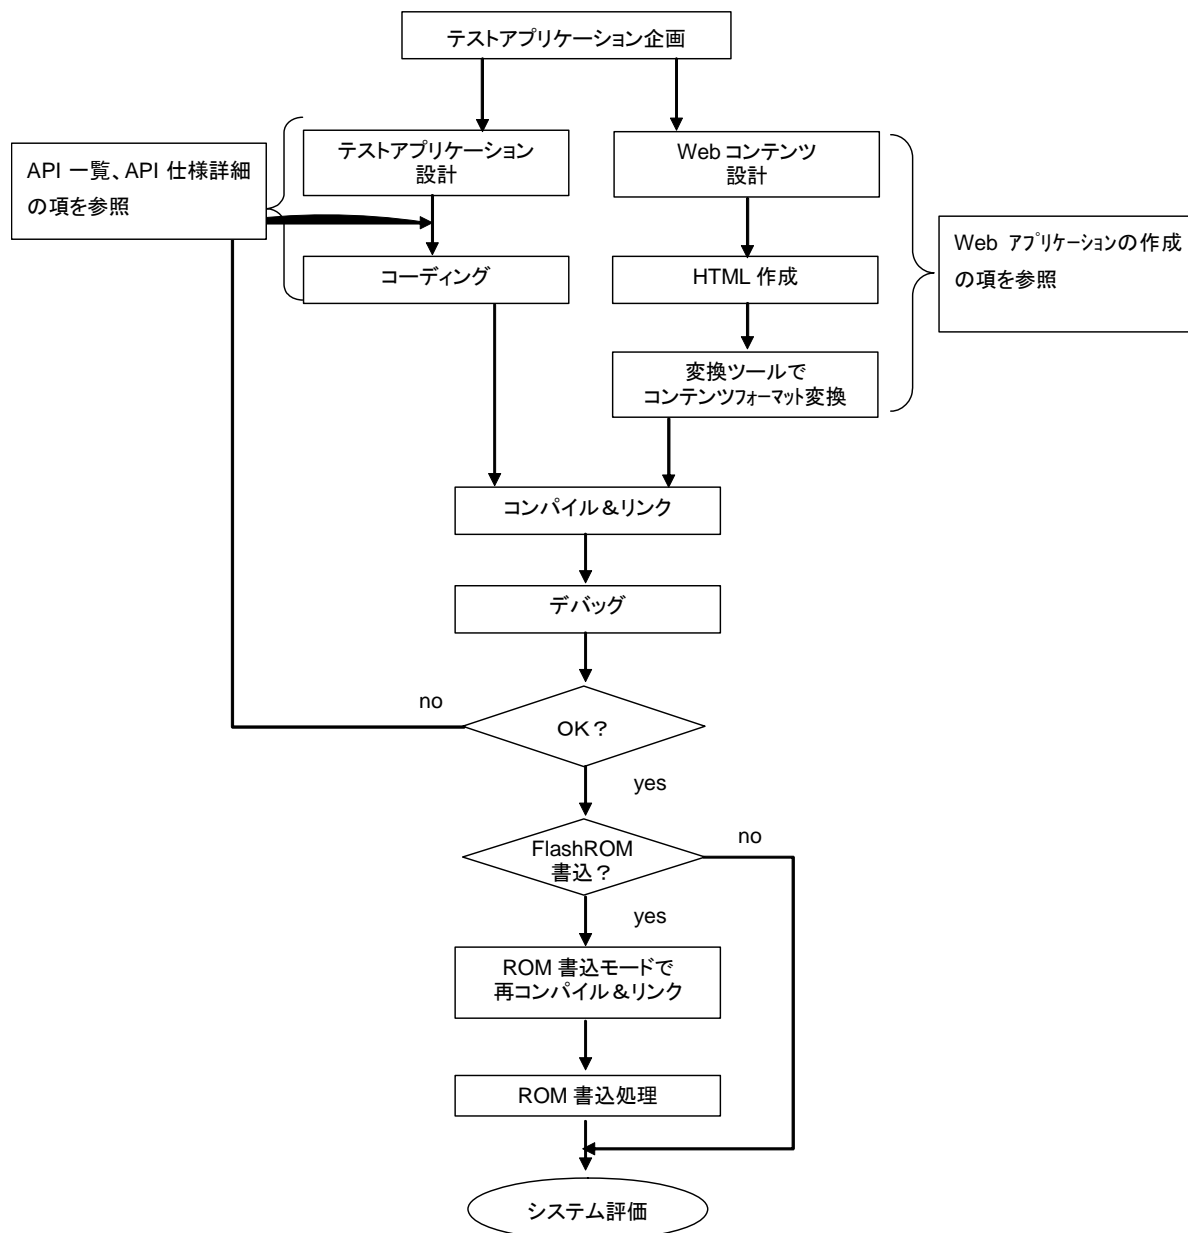 テストアプリケーション企画
テストアプリケーション
設計
Web コンテンツ
設計
API 一覧、API 仕様詳細
の項を参照
Web ｱﾌﾟﾘケーションの作成
の項を参照
コーディング
HTML 作成
変換ツールで
コンテンツﾌｫｰﾏｯﾄ変換
コンパイル＆リンク
デバッグ
no
OK？
yes
FlashROM
書込？
no
yes
ROM 書込モードで
再コンパイル＆リンク
ROM 書込処理
システム評価